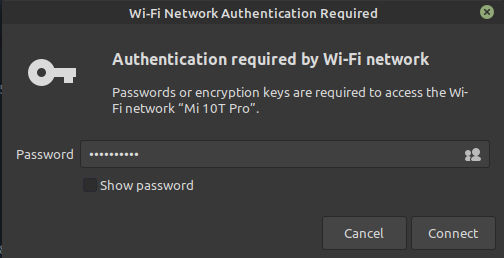 Wi-Fi Network Authentication Required
Authentication required by Wi-Fi network
Passwords or encryption keys are required to access the Wi-
Fi network “Mi 10T Pro”.
Password ••••••••••
Show password
Cancel Connect